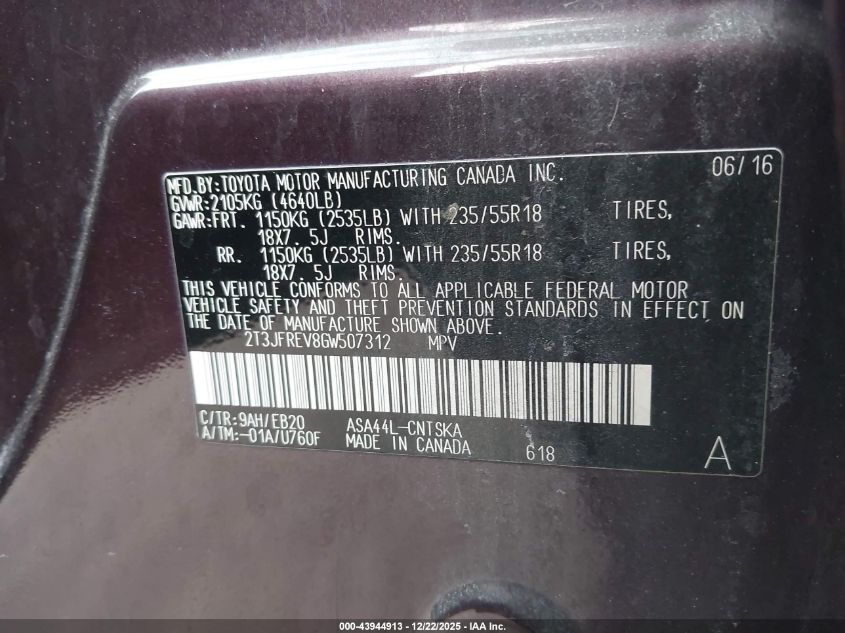 MFD.BY:TOYOTA MOTOR MANUFACTURING CANADA INC. 06/16
GVWR:2105KG (4640LB)
GAWR:FRT. 1150KG (2535LB) WITH 235/55R18 TIRES,
18X7. 5J RIMS.
RR. 1150KG (2535LB) WITH 235/55R18 TIRES,
18X7. 5J RIMS.
THIS VEHICLE CONFORMS TO ALL APPLICABLE FEDERAL MOTOR
VEHICLE SAFETY AND THEFT PREVENTION STANDARDS IN EFFECT ON
THE DATE OF MANUFACTURE SHOWN ABOVE.
2T3JFREV8GW507312 MPV
C/TR:9AH/EB20 ASA44L-CNTSKA
A/TM:-01A/U760F MADE IN CANADA 618 A
000-43944913 - 12/22/2025 - IAA Inc.